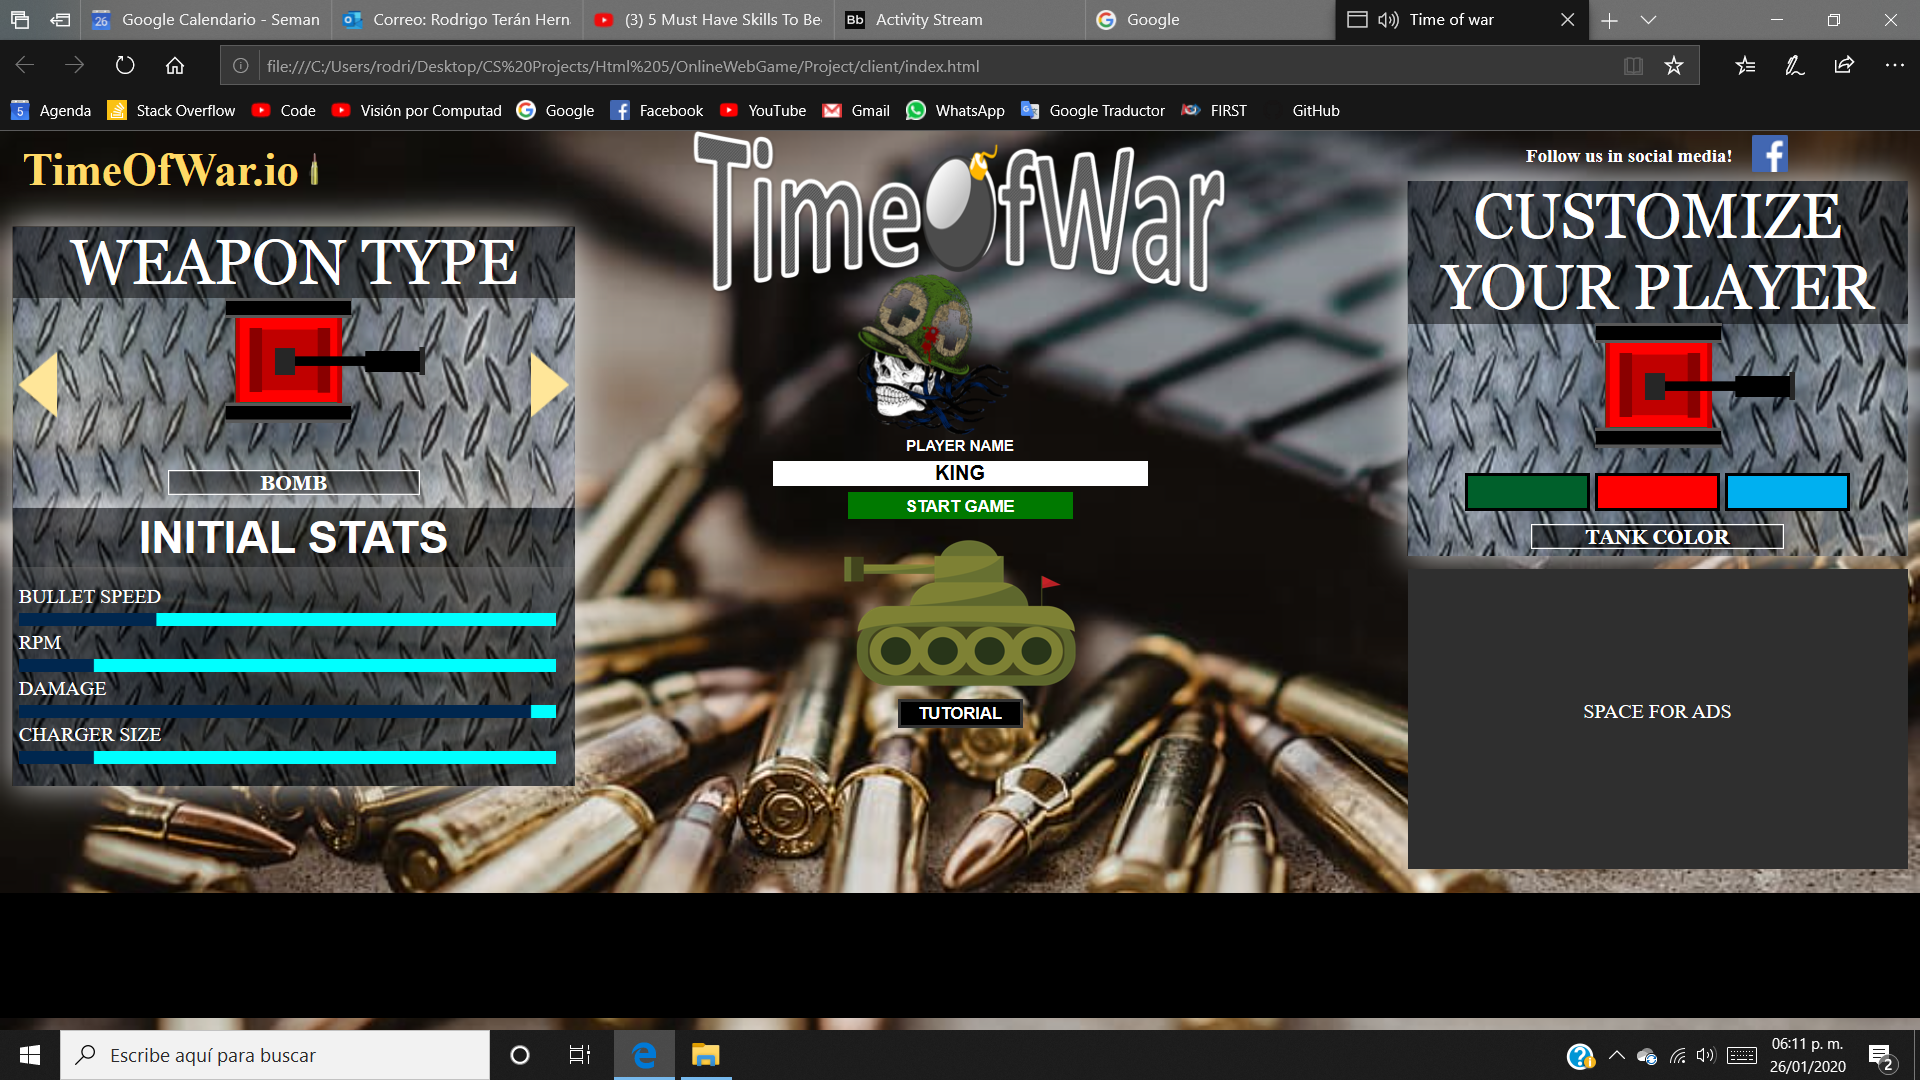 26 Google Calendario - Seman
Correo: Rodrigo Terán Hern
(3) 5 Must Have Skills To Be
Bb Activity Stream
Google
Time of war
file:///C:/Users/rodri/Desktop/CS%20Projects/Html%205/OnlineWebGame/Project/client/index.html
5 Agenda
Stack Overflow
Code
Visión por Computad
Google
Facebook
YouTube
Gmail
WhatsApp
Google Traductor
FIRST
GitHub
TimeOfWar.io
TimeOfWar
Follow us in social media!
WEAPON TYPE
BOMB
INITIAL STATS
BULLET SPEED
RPM
DAMAGE
CHARGER SIZE
PLAYER NAME
KING
START GAME
TUTORIAL
CUSTOMIZE
YOUR PLAYER
TANK COLOR
SPACE FOR ADS
Escribe aquí para buscar
06:11 p. m.
26/01/2020
2